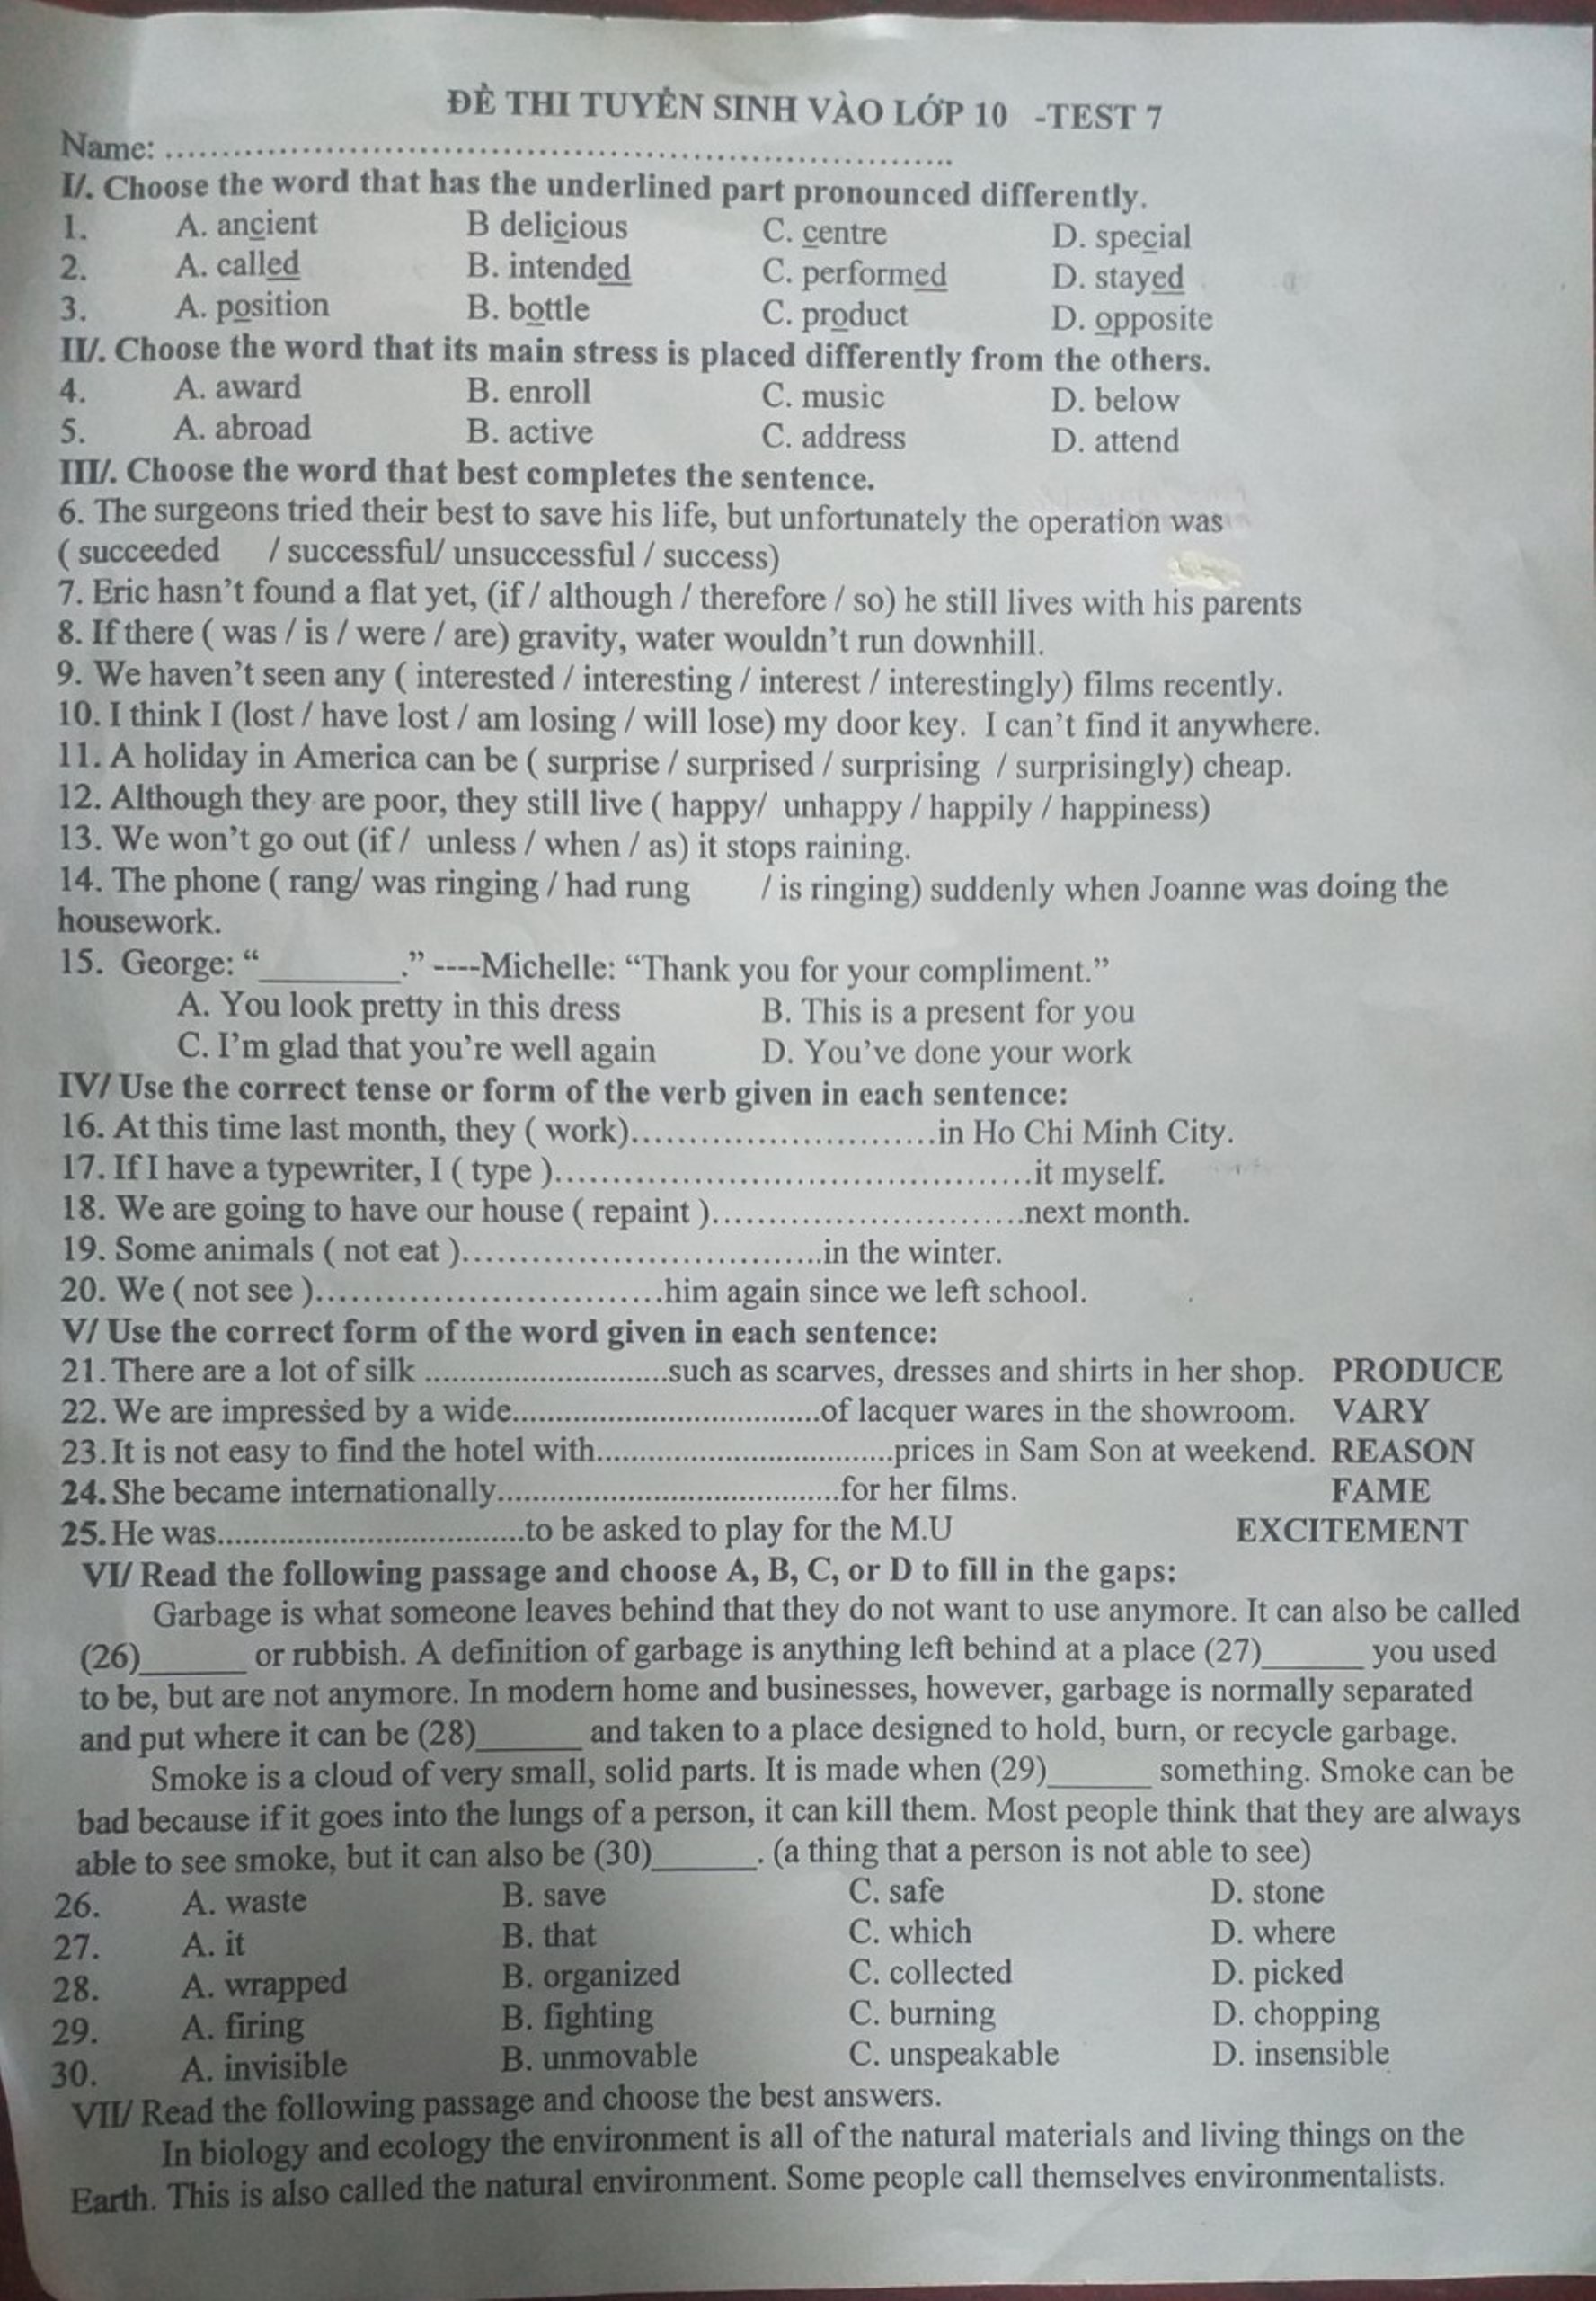 ĐỀ THI TUYỂN SINH VÀO LỚP 10 -TEST 7
Name: ........................................................................
I/. Choose the word that has the underlined part pronounced differently.
1. A. ancient B delicious C. centre D. special
2. A. called B. intended C. performed D. stayed
3. A. position B. bottle C. product D. opposite
II/. Choose the word that its main stress is placed differently from the others.
4. A. award B. enroll C. music D. below
5. A. abroad B. active C. address D. attend
III/. Choose the word that best completes the sentence.
6. The surgeons tried their best to save his life, but unfortunately the operation was
( succeeded / successful/ unsuccessful / success)
7. Eric hasn't found a flat yet, (if / although / therefore / so) he still lives with his parents
8. If there ( was / is / were / are) gravity, water wouldn't run downhill.
9. We haven't seen any ( interested / interesting / interest / interestingly) films recently.
10. I think I (lost / have lost / am losing / will lose) my door key. I can't find it anywhere.
11. A holiday in America can be ( surprise / surprised / surprising / surprisingly) cheap.
12. Although they are poor, they still live ( happy/ unhappy / happily / happiness)
13. We won't go out (if / unless / when / as) it stops raining.
14. The phone ( rang/ was ringing / had rung / is ringing) suddenly when Joanne was doing the
housework.
15. George: "_________." ----Michelle: "Thank you for your compliment."
A. You look pretty in this dress B. This is a present for you
C. I'm glad that you're well again D. You've done your work
IV/ Use the correct tense or form of the verb given in each sentence:
16. At this time last month, they ( work)............................in Ho Chi Minh City.
17. If I have a typewriter, I ( type )............................................it myself.
18. We are going to have our house ( repaint )............................next month.
19. Some animals ( not eat )................................in the winter.
20. We ( not see )................................him again since we left school.
V/ Use the correct form of the word given in each sentence:
21. There are a lot of silk ............................such as scarves, dresses and shirts in her shop. PRODUCE
22. We are impressed by a wide....................................of lacquer wares in the showroom. VARY
23. It is not easy to find the hotel with...................................prices in Sam Son at weekend. REASON
24. She became internationally........................................for her films. FAME
25. He was....................................to be asked to play for the M.U EXCITEMENT
VI/ Read the following passage and choose A, B, C, or D to fill in the gaps:
Garbage is what someone leaves behind that they do not want to use anymore. It can also be called
(26)______ or rubbish. A definition of garbage is anything left behind at a place (27)______ you used
to be, but are not anymore. In modern home and businesses, however, garbage is normally separated
and put where it can be (28)______ and taken to a place designed to hold, burn, or recycle garbage.
Smoke is a cloud of very small, solid parts. It is made when (29)______ something. Smoke can be
bad because if it goes into the lungs of a person, it can kill them. Most people think that they are always
able to see smoke, but it can also be (30)______. (a thing that a person is not able to see)
26. A. waste B. save C. safe D. stone
27. A. it B. that C. which D. where
28. A. wrapped B. organized C. collected D. picked
29. A. firing B. fighting C. burning D. chopping
30. A. invisible B. unmovable C. unspeakable D. insensible
VII/ Read the following passage and choose the best answers.
In biology and ecology the environment is all of the natural materials and living things on the
Earth. This is also called the natural environment. Some people call themselves environmentalists.